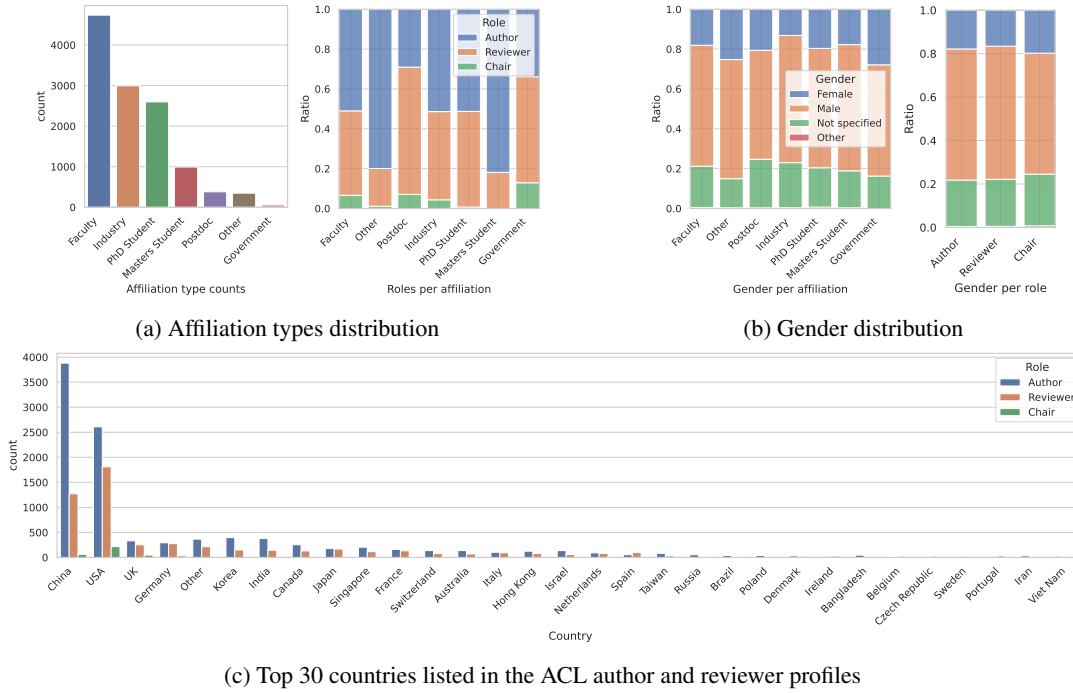 4000
3000
2000
1000
0
count
Faculty
Industry
PhD Student
Masters Student
Postdoc
Other
Government
Affiliation type counts
1.0
0.8
0.6
0.4
0.2
0.0
Ratio
Role
Author
Reviewer
Chair
Faculty
Other
Postdoc
Industry
PhD Student
Masters Student
Government
Roles per affiliation
(a) Affiliation types distribution
1.0
0.8
0.6
0.4
0.2
0.0
Ratio
Gender
Female
Male
Not specified
Other
Faculty
Other
Postdoc
Industry
PhD Student
Masters Student
Government
Gender per affiliation
1.0
0.8
0.6
0.4
0.2
0.0
Ratio
Author
Reviewer
Chair
Gender per role
(b) Gender distribution
4000
3500
3000
2500
2000
1500
1000
500
0
count
Role
Author
Reviewer
Chair
China
USA
UK
Germany
Other
Korea
India
Canada
Japan
Singapore
France
Switzerland
Australia
Italy
Hong Kong
Israel
Netherlands
Spain
Taiwan
Russia
Brazil
Poland
Denmark
Ireland
Bangladesh
Belgium
Czech Republic
Sweden
Portugal
Iran
Viet Nam
Country
(c) Top 30 countries listed in the ACL author and reviewer profiles